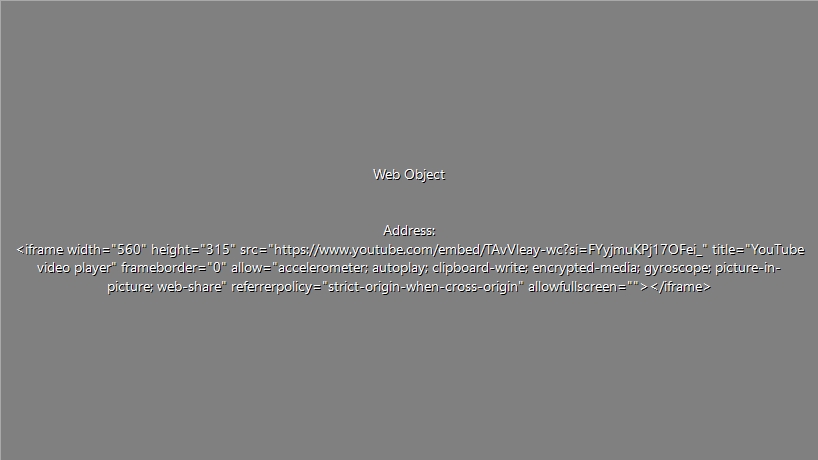 Web Object
Address:
<iframe width="560" height="315" src="https://www.youtube.com/embed/TAvVleay-wc?si=FYyjmuKPj17OFei_" title="YouTube
video player" frameborder="0" allow="accelerometer; autoplay; clipboard-write; encrypted-media; gyroscope; picture-in-
picture; web-share" referrerpolicy="strict-origin-when-cross-origin" allowfullscreen=""></iframe>